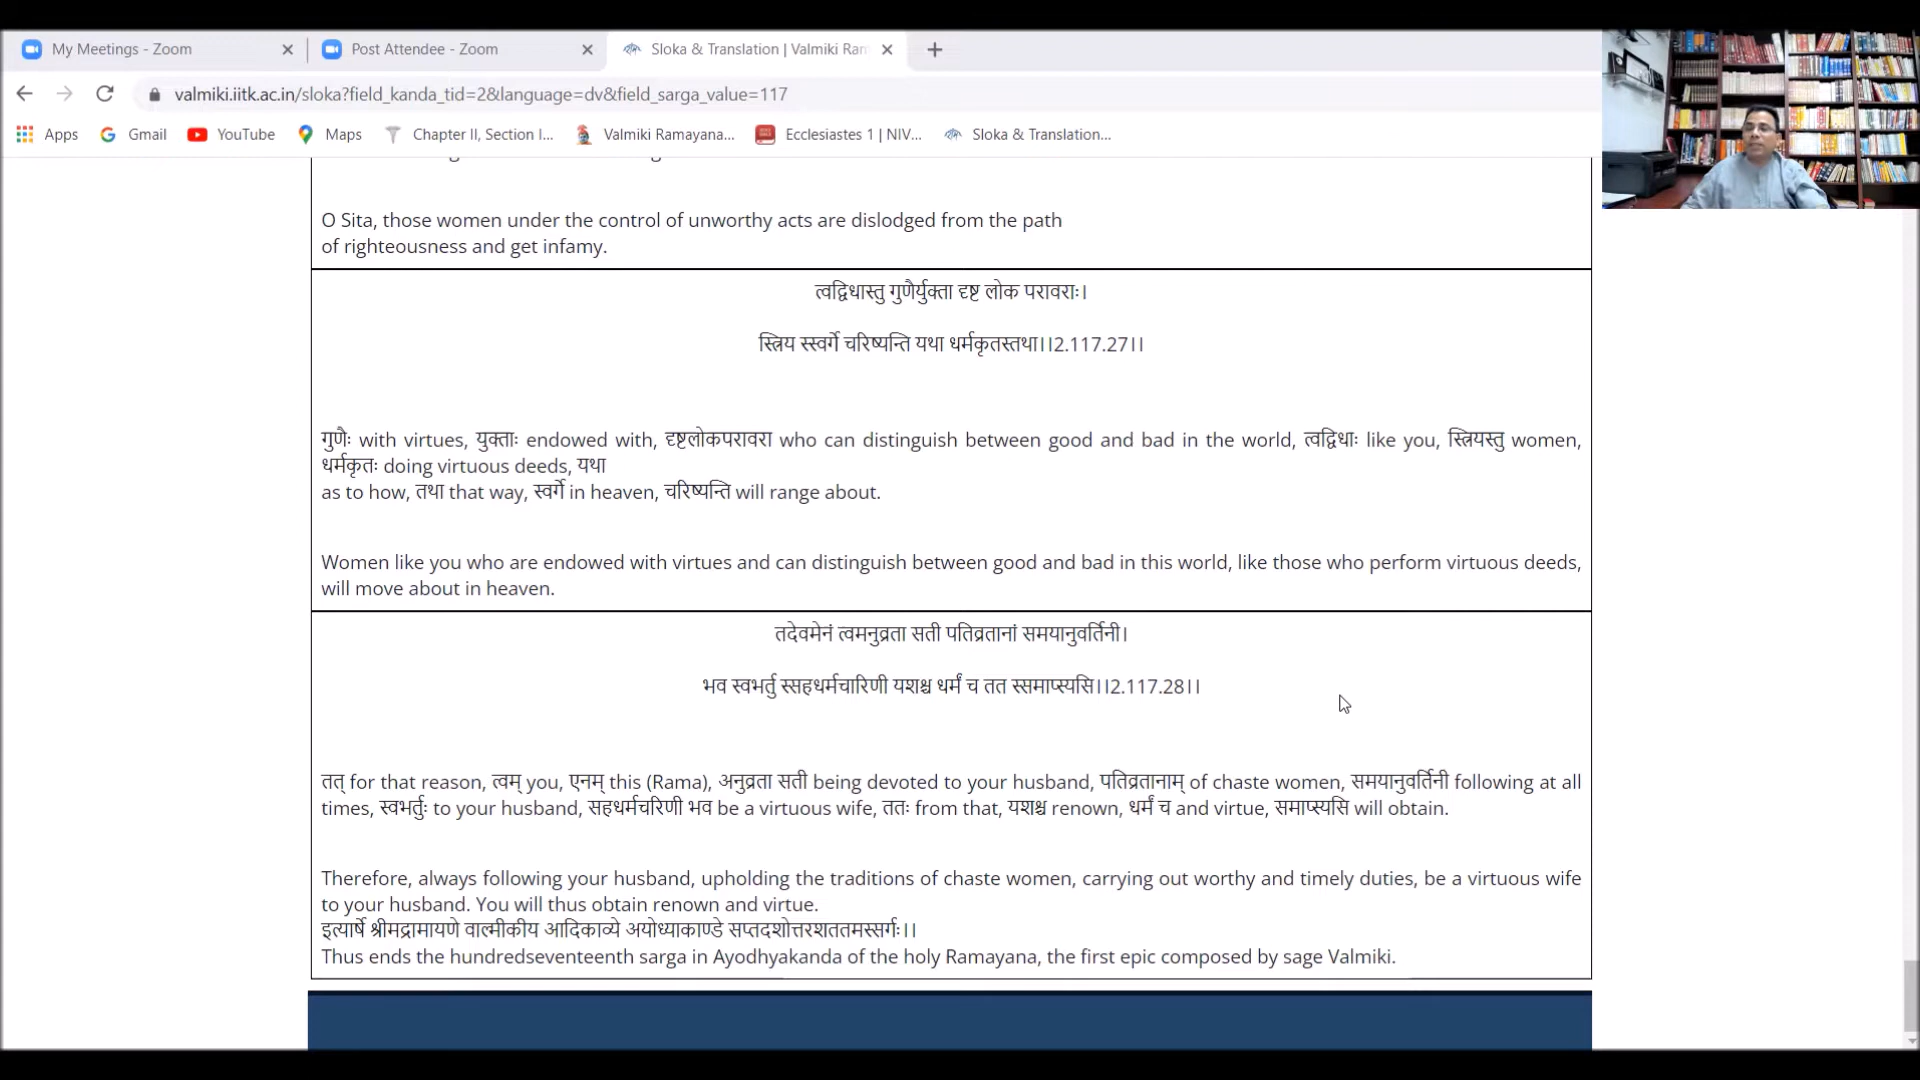 My Meetings - Zoom
Post Attendee - Zoom
Sloka & Translation | Valmiki Ram
valmiki.iitk.ac.in/sloka?field_kanda_tid=2&language=dv&field_sarga_value=117
Apps
Gmail
YouTube
Maps
Chapter II, Section I...
Valmiki Ramayana...
Ecclesiastes 1 | NIV...
Sloka & Translation...
O Sita, those women under the control of unworthy acts are dislodged from the path
of righteousness and get infamy.
त्वद्विधास्तु गुणैर्युक्ता दृष्ट लोक परावराः।
स्त्रिय स्स्वर्गे चरिष्यन्ति यथा धर्मकृतस्तथा।।2.117.27।।
गुणैः with virtues, युक्ताः endowed with, दृष्टलोकपरावरा who can distinguish between good and bad in the world, त्वद्विधाः like you, स्त्रियस्तु women,
धर्मकृतः doing virtuous deeds, यथा
as to how, तथा that way, स्वर्गे in heaven, चरिष्यन्ति will range about.
Women like you who are endowed with virtues and can distinguish between good and bad in this world, like those who perform virtuous deeds,
will move about in heaven.
तदेवमेनं त्वमनुव्रता सती पतिव्रतानां समयानुवर्तिनी।
भव स्वभर्तु स्सहधर्मचारिणी यशश्च धर्मं च तत स्समाप्स्यसि।।2.117.28।।
तत् for that reason, त्वम् you, एनम् this (Rama), अनुव्रता सती being devoted to your husband, पतिव्रतानाम् of chaste women, समयानुवर्तिनी following at all
times, स्वभर्तुः to your husband, सहधर्मचरिणी भव be a virtuous wife, ततः from that, यशश्च renown, धर्मं च and virtue, समाप्स्यसि will obtain.
Therefore, always following your husband, upholding the traditions of chaste women, carrying out worthy and timely duties, be a virtuous wife
to your husband. You will thus obtain renown and virtue.
इत्यार्षे श्रीमद्रामायणे वाल्मीकीय आदिकाव्ये अयोध्याकाण्डे सप्तदशोत्तरशततमस्सर्गः।।
Thus ends the hundredseventeenth sarga in Ayodhyakanda of the holy Ramayana, the first epic composed by sage Valmiki.